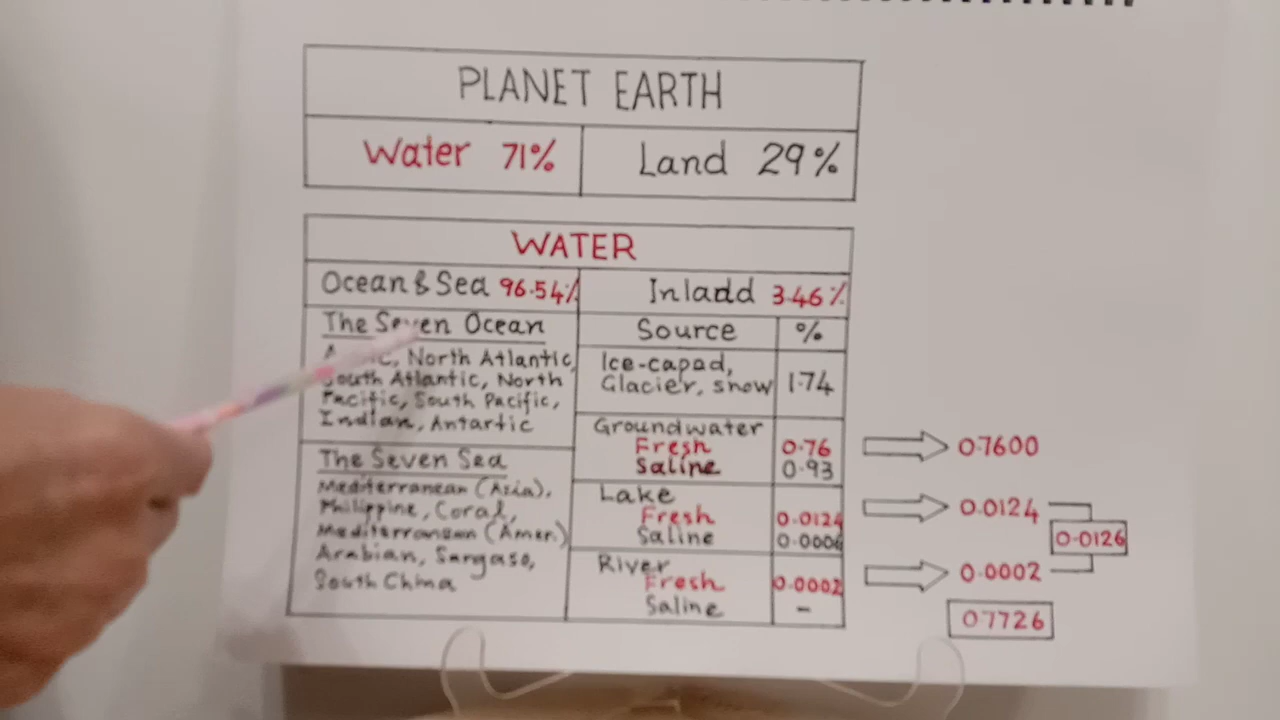 PLANET EARTH
Water 71%
Land 29%
WATER
Ocean & Sea 96.54%
Inladd 3.46%
The Seven Ocean
North Atlantic,
South Atlantic, North
Pacific, South Pacific,
Indian, Antartic
The Seven Sea
Mediterranean (Asia),
Philippine, Coral,
Mediterranean (Amer.)
Arabian, Sargaso,
South China
Source %
Ice-capad,
Glacier, snow 1.74
Groundwater
Fresh 0.76
Saline 0.93
Lake
Fresh 0.0124
Saline 0.0006
River
Fresh 0.0002
Saline -
0.7600
0.0124
0.0126
0.0002
0.7726